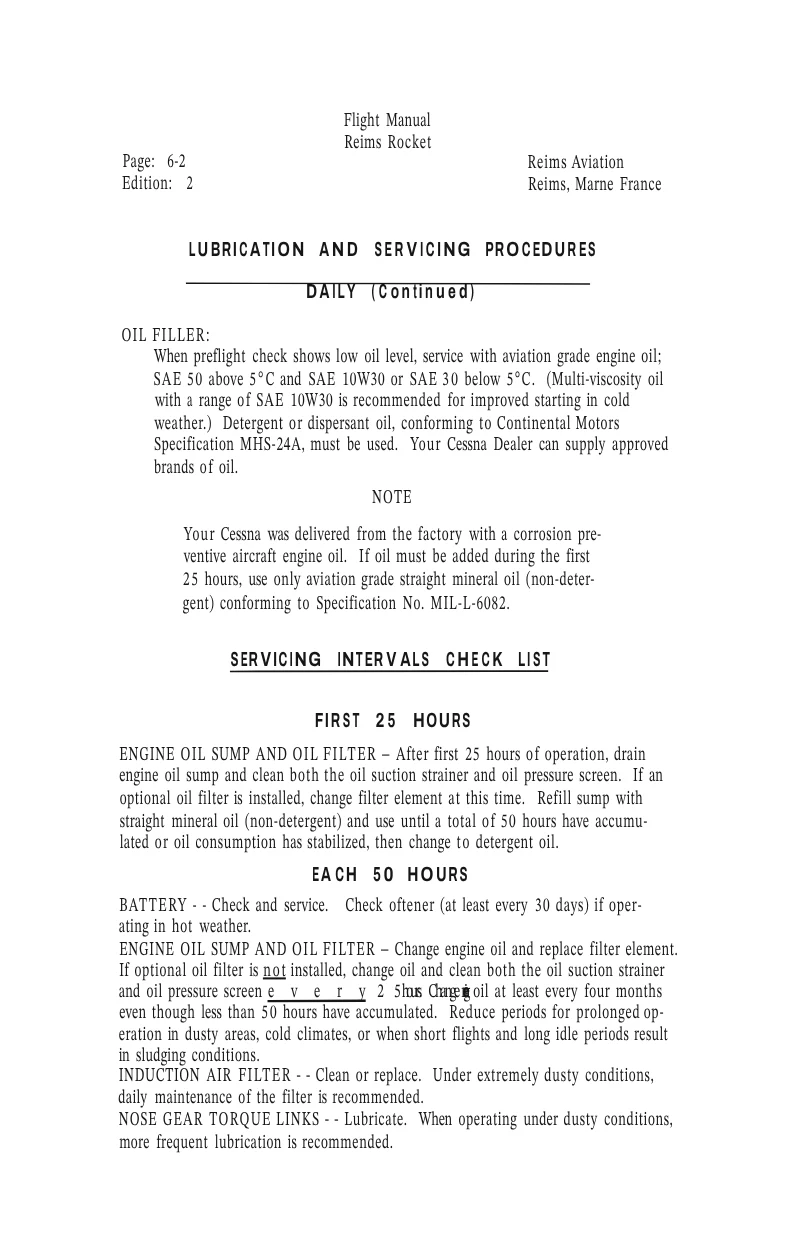 Flight Manual
Reims Rocket
Page: 6-2
Reims Aviation
Edition: 2
Reims, Marne France
LUBRICATION AND SERVICING PROCEDURES
DAILY (Continued)
OIL FILLER:
When preflight check shows low oil level, service with aviation grade engine oil;
SAE 50 above 5°C and SAE 10W30 or SAE 30 below 5°C. (Multi-viscosity oil
with a range of SAE 10W30 is recommended for improved starting in cold
weather.) Detergent or dispersant oil, conforming to Continental Motors
Specification MHS-24A, must be used. Your Cessna Dealer can supply approved
brands of oil.
NOTE
Your Cessna was delivered from the factory with a corrosion pre-
ventive aircraft engine oil. If oil must be added during the first
25 hours, use only aviation grade straight mineral oil (non-deter-
gent) conforming to Specification No. MIL-L-6082.
SERVICING INTERVALS CHECK LIST
FIRST 25 HOURS
ENGINE OIL SUMP AND OIL FILTER – After first 25 hours of operation, drain
engine oil sump and clean both the oil suction strainer and oil pressure screen. If an
optional oil filter is installed, change filter element at this time. Refill sump with
straight mineral oil (non-detergent) and use until a total of 50 hours have accumu-
lated or oil consumption has stabilized, then change to detergent oil.
EACH 50 HOURS
BATTERY - - Check and service. Check oftener (at least every 30 days) if oper-
ating in hot weather.
ENGINE OIL SUMP AND OIL FILTER – Change engine oil and replace filter element.
If optional oil filter is not installed, change oil and clean both the oil suction strainer
and oil pressure screen e v e r y 2 5 hours oil at least every four months
even though less than 50 hours have accumulated. Reduce periods for prolonged op-
eration in dusty areas, cold climates, or when short flights and long idle periods result
in sludging conditions.
INDUCTION AIR FILTER - - Clean or replace. Under extremely dusty conditions,
daily maintenance of the filter is recommended.
NOSE GEAR TORQUE LINKS - - Lubricate. When operating under dusty conditions,
more frequent lubrication is recommended.